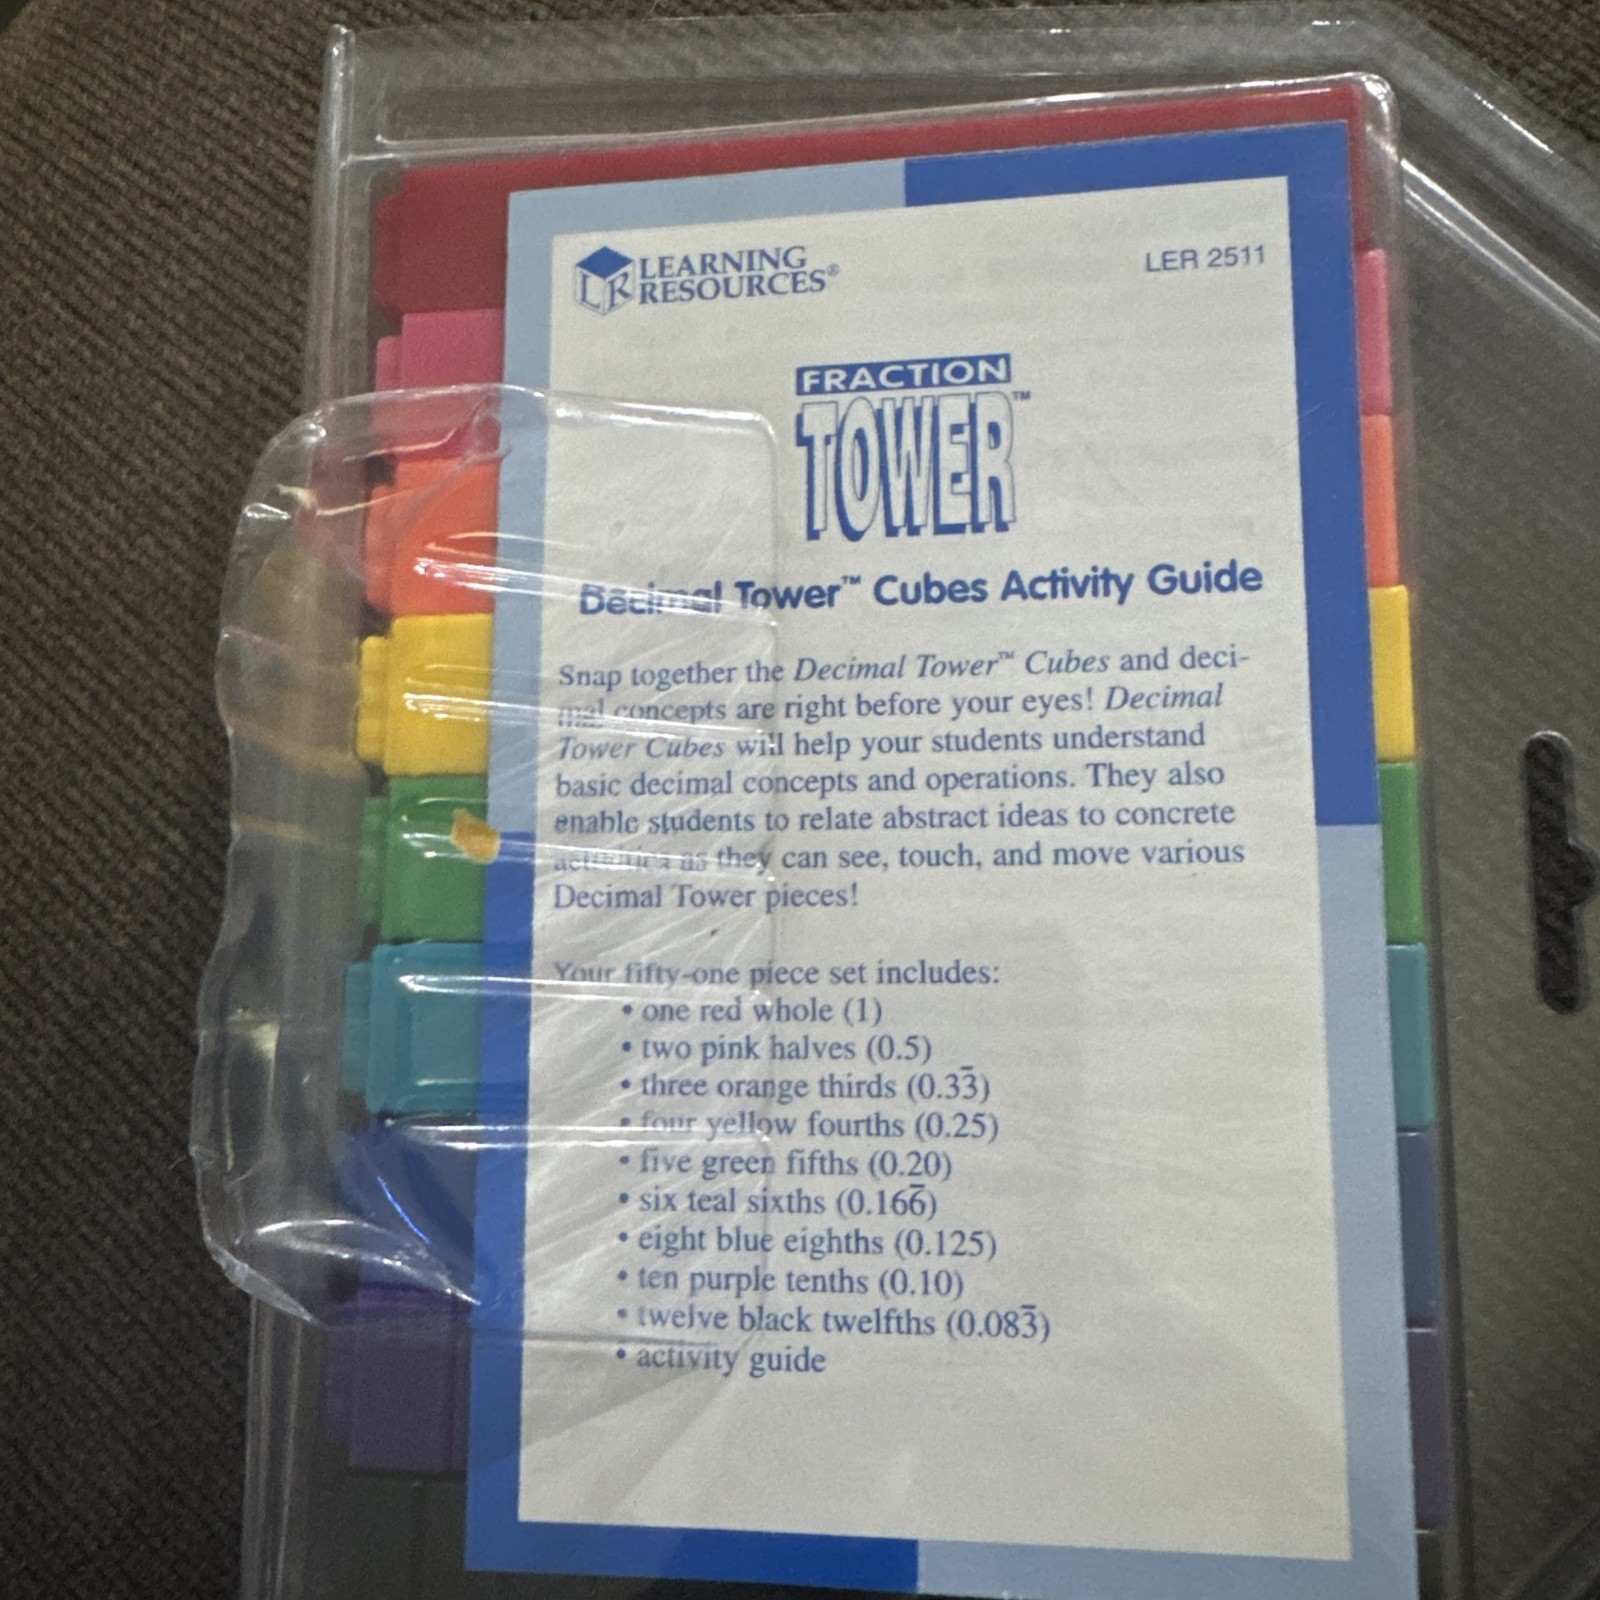 LEARNING
RESOURCES®
LER 2511
FRACTION
TOWER™
Decimal Tower™ Cubes Activity Guide
Snap together the Decimal Tower™ Cubes and deci-
mal concepts are right before your eyes! Decimal
Tower Cubes will help your students understand
basic decimal concepts and operations. They also
enable students to relate abstract ideas to concrete
activities as they can see, touch, and move various
Decimal Tower pieces!
Your fifty-one piece set includes:
• one red whole (1)
• two pink halves (0.5)
• three orange thirds (0.33̅)
• four yellow fourths (0.25)
• five green fifths (0.20)
• six teal sixths (0.166̅)
• eight blue eighths (0.125)
• ten purple tenths (0.10)
• twelve black twelfths (0.083̅)
• activity guide